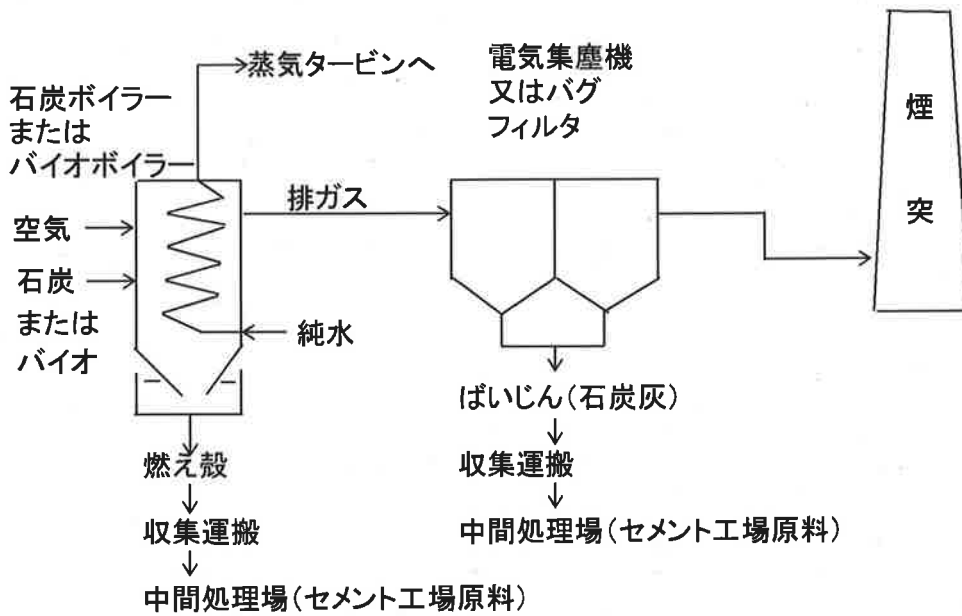 蒸気タービンへ
石炭ボイラー
または
バイオボイラー
電気集塵機
又はバグ
フィルタ
煙
突
排ガス
空気
石炭
または
バイオ
純水
ばいじん(石炭灰)
燃え殻
収集運搬
収集運搬
中間処理場(セメント工場原料)
中間処理場(セメント工場原料)